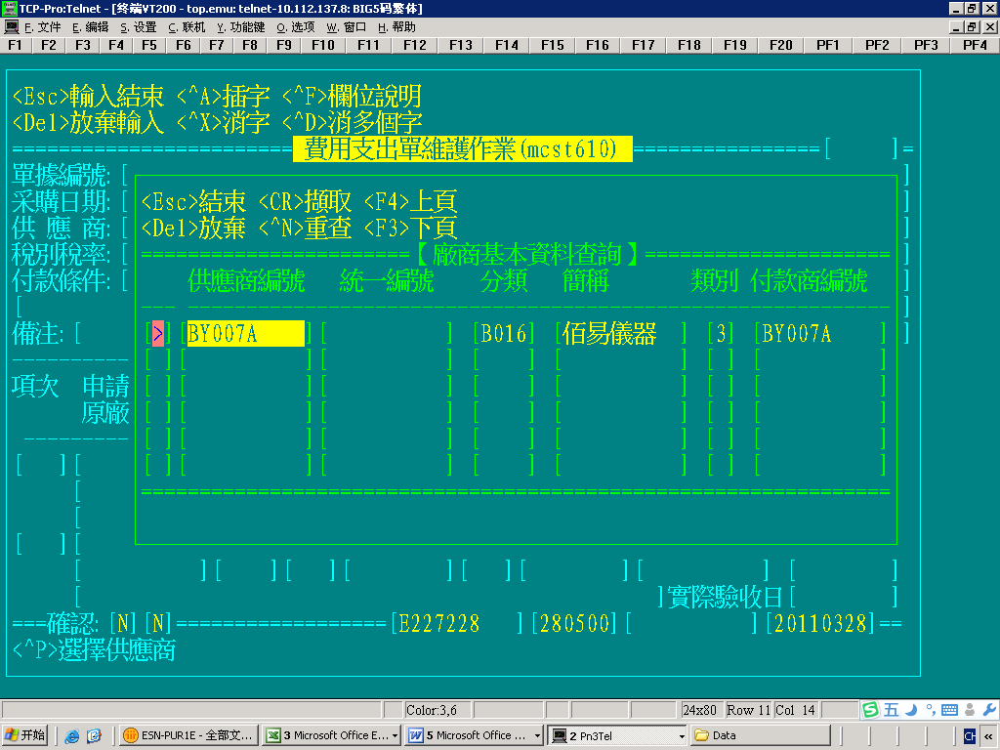 TCP-Pro:Telnet - [终端VT200 - top.emu: telnet-10.112.137.8: BIG5码繁体]
F. 文件 E. 编辑 S. 设置 C. 联机 Y. 功能键 O. 选项 W. 窗口 H. 帮助
F1 F2 F3 F4 F5 F6 F7 F8 F9 F10 F11 F12 F13 F14 F15 F16 F17 F18 F19 F20 PF1 PF2 PF3 PF4
<Esc>輸入結束 <^A>插字 <^F>欄位說明
<Del>放棄輸入 <^X>消字 <^D>消多個字
========================費用支出單維護作業(mcst610)================[ ]=
單據編號: [ ]
采購日期: [ <Esc>結束 <CR>擷取 <F4>上頁 ]
供 應 商: [ <Del>放棄 <^N>重查 <F3>下頁 ]
稅別稅率: [ =======================【廠商基本資料查詢】===================== ]
付款條件: [ 供應商編號 統一編號 分類 簡稱 類別 付款商編號 ]
[ --- ------------------------------------------------------------ ]
備注: [ [>] [BY007A ] [ ] [B016] [佰易儀器 ] [3] [BY007A ] ]
---------- [ ] [ ] [ ] [ ] [ ] [ ] [ ]
項次 申請 [ ] [ ] [ ] [ ] [ ] [ ] [ ]
原廠 [ ] [ ] [ ] [ ] [ ] [ ] [ ]
--------- [ ] [ ] [ ] [ ] [ ] [ ] [ ]
[ ] [ [ ] [ ] [ ] [ ] [ ] [ ] [ ]
[ ================================================================
[
[ ] [
[ ] [ ] [ ] [ ] [ ] [ ] [ ] [ ]
[ ]實際驗收日[ ]
===確認: [N] [N]==================[E227228 ] [280500] [ ] [20110328]==
<^P>選擇供應商
Color:3,6 24x80 Row 11 Col 14
五
开始 ESN-PUR1E - 全部文... 3 Microsoft Office E... 5 Microsoft Office ... 2 Pn3Tel Data CH «